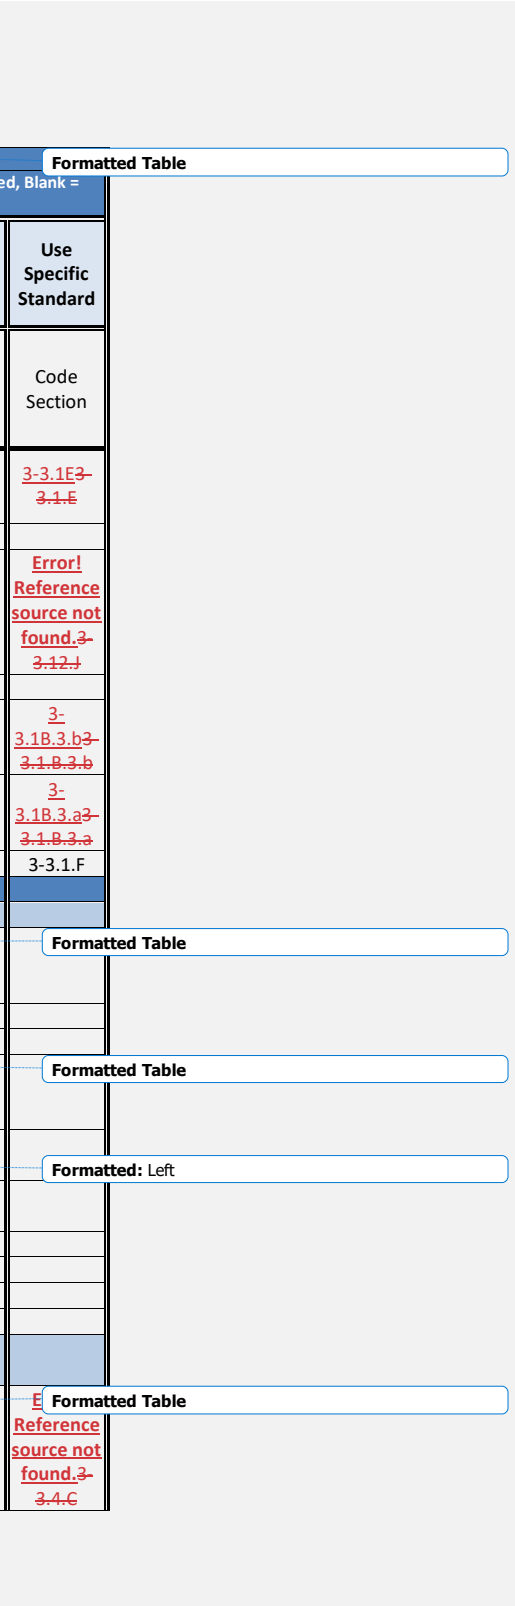 Formatted Table
ed, Blank =
Use
Specific
Standard
Code
Section
3-3.1E3-
3.1.E
Error!
Reference
source not
found.3-
3.12.J
3-
3.1B.3.b3-
3.1.B.3.b
3-
3.1B.3.a3-
3.1.B.3.a
3-3.1.F
Formatted Table
Formatted Table
Formatted: Left
Formatted Table
E
Reference
source not
found.3-
3.4.C